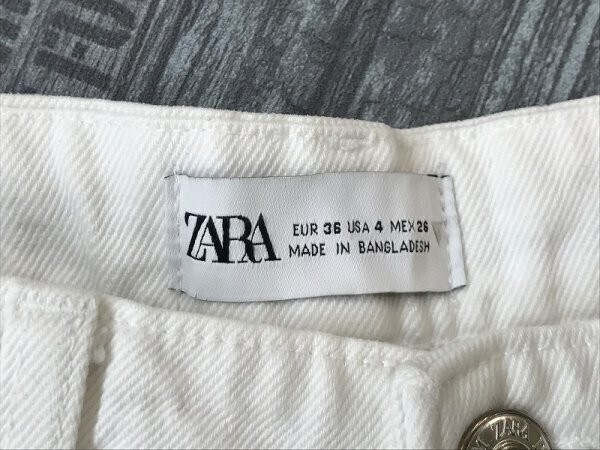 ZARA
EUR 36 USA 4 MEX 26
MADE IN BANGLADESH
ZARA